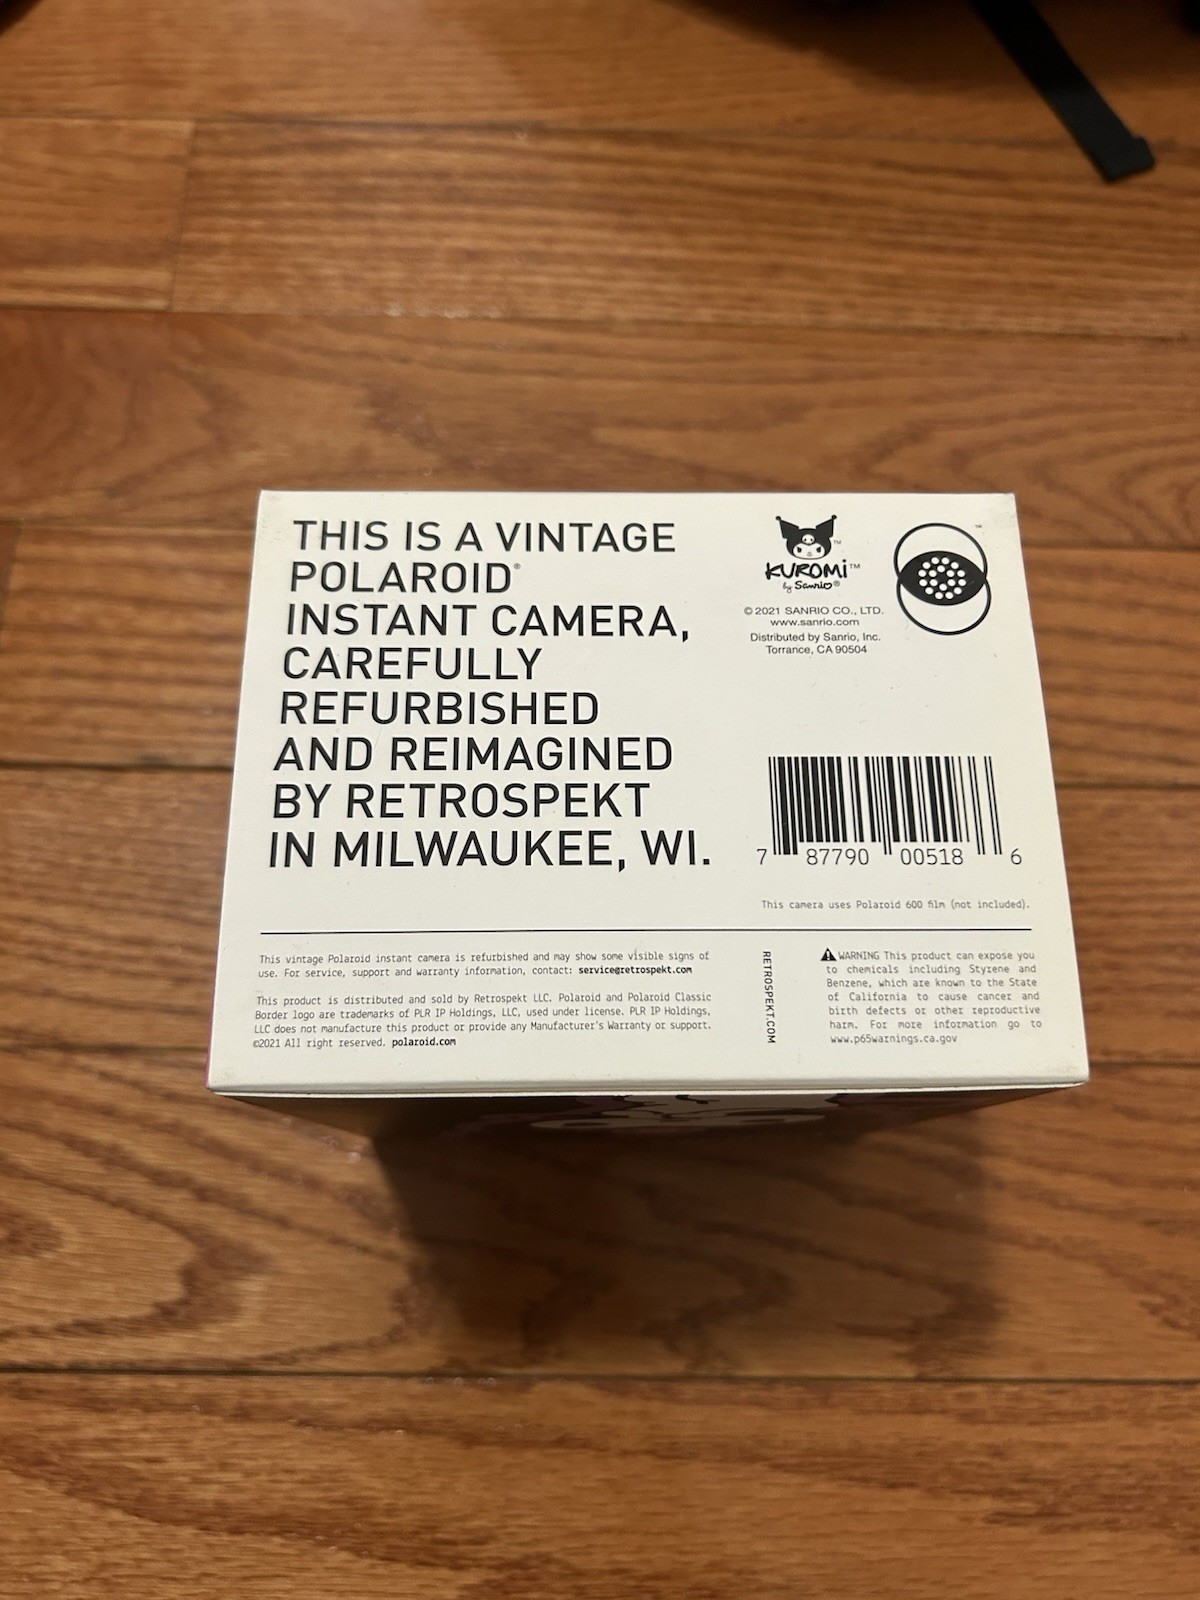 THIS IS A VINTAGE
POLAROID®
INSTANT CAMERA,
CAREFULLY
REFURBISHED
AND REIMAGINED
BY RETROSPEKT
IN MILWAUKEE, WI.
KUROMI™
by Sanrio®
© 2021 SANRIO CO., LTD.
www.sanrio.com
Distributed by Sanrio, Inc.
Torrance, CA 90504
™
7 87790 00518 6
This camera uses Polaroid 600 film (not included).
This vintage Polaroid instant camera is refurbished and may show some visible signs of
use. For service, support and warranty information, contact: service@retrospekt.com
This product is distributed and sold by Retrospekt LLC. Polaroid and Polaroid Classic
Border logo are trademarks of PLR IP Holdings, LLC, used under license. PLR IP Holdings,
LLC does not manufacture this product or provide any Manufacturer's Warranty or support.
©2021 All right reserved. polaroid.com
RETROSPEKT.COM
WARNING This product can expose you
to chemicals including Styrene and
Benzene, which are known to the State
of California to cause cancer and
birth defects or other reproductive
harm. For more information go to
www.p65warnings.ca.gov